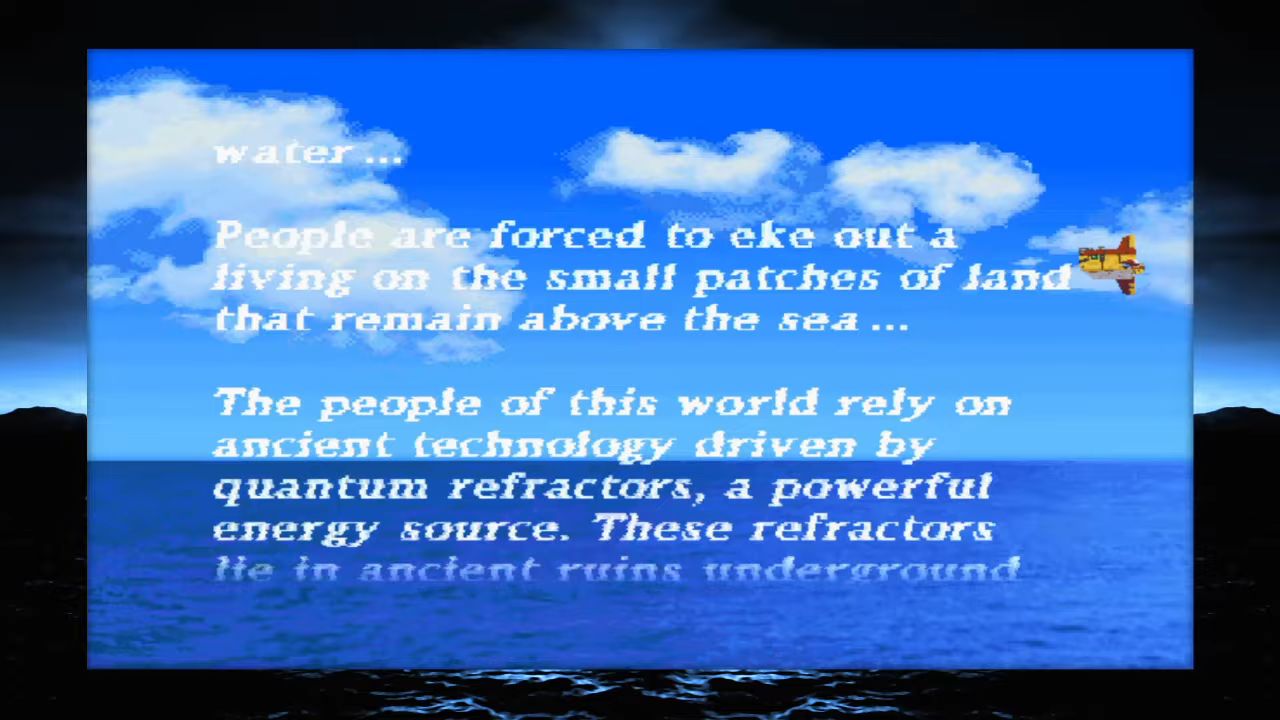 water...
People are forced to eke out a
living on the small patches of land
that remain above the sea...
The people of this world rely on
ancient technology driven by
quantum refractors, a powerful
energy source. These refractors
lie in ancient ruins underground